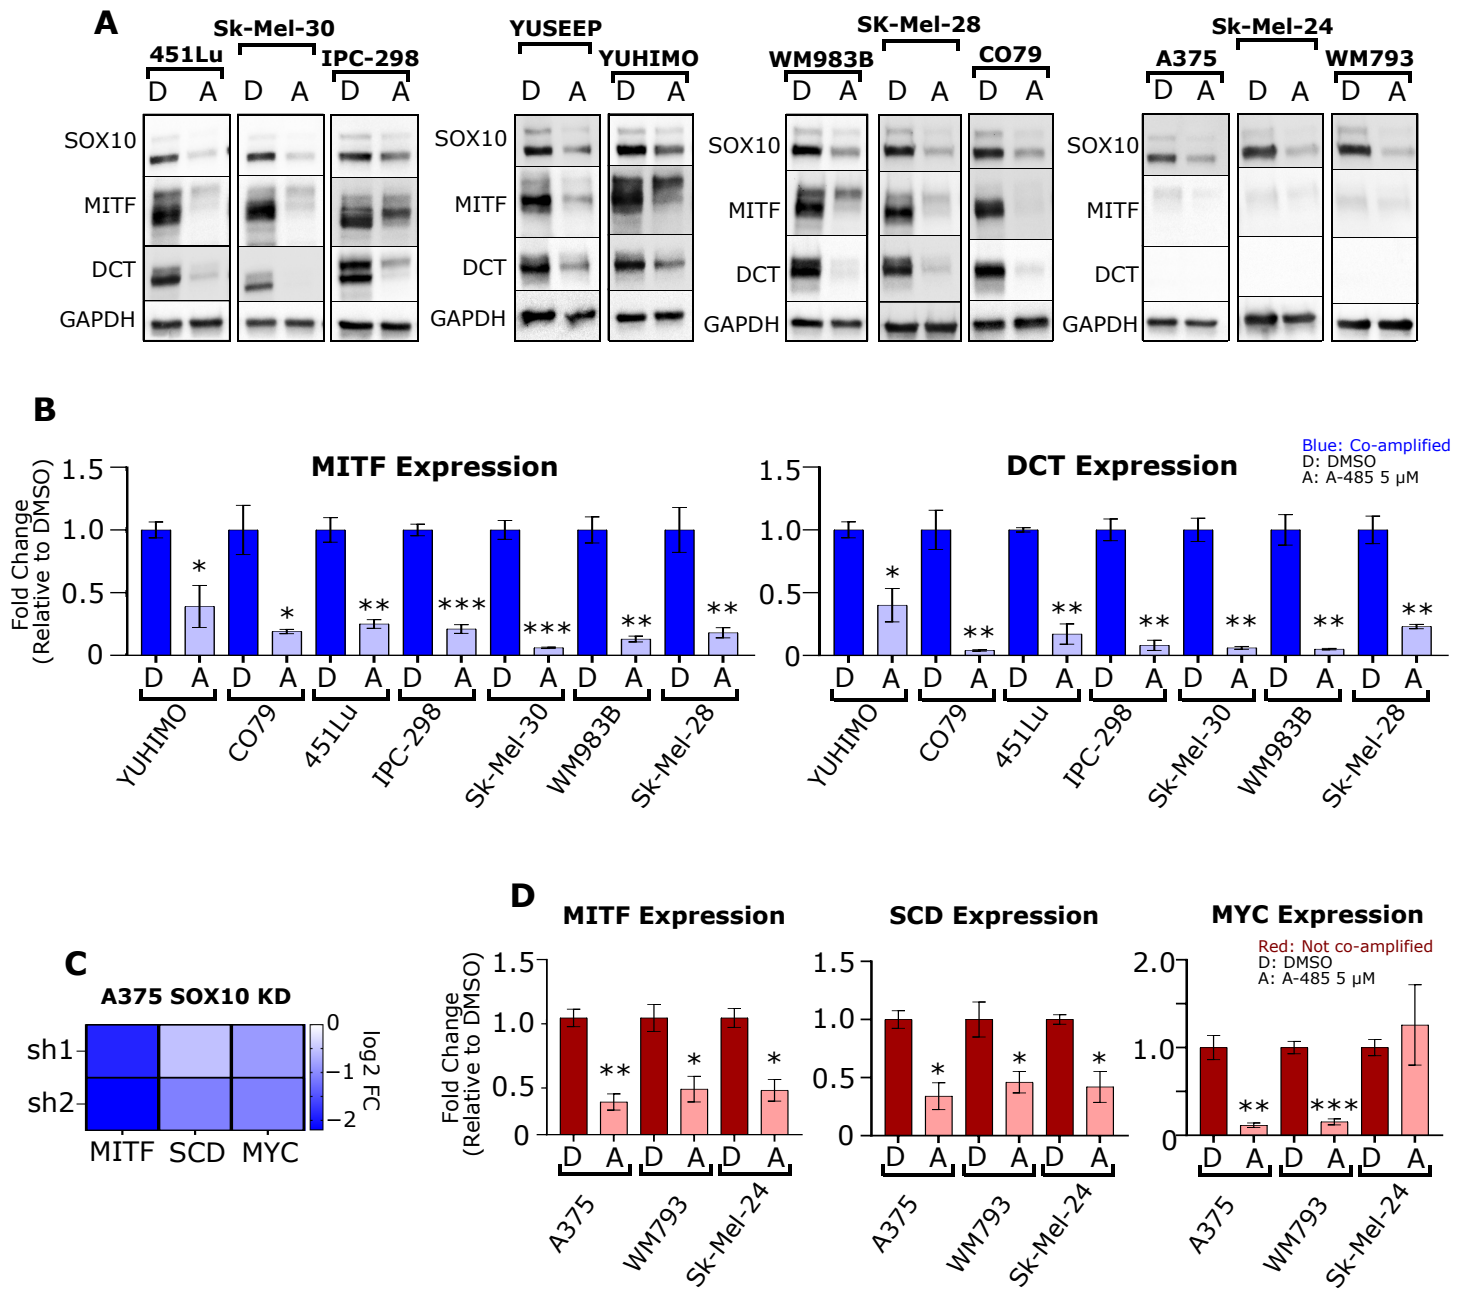 A
Sk-Mel-30 YUSEEP SK-Mel-28 Sk-Mel-24
451Lu IPC-298 YUHIMO WM983B CO79 A375 WM793
D A D A D A D A D A D A D A D A D A D A D A
SOX10 SOX10 SOX10 SOX10
MITF MITF MITF MITF
DCT DCT DCT DCT
GAPDH GAPDH GAPDH GAPDH
B
MITF Expression
Fold Change
(Relative to DMSO)
1.5
1.0
0.5
0
* * ** *** *** ** **
D A D A D A D A D A D A D A
YUHIMO CO79 451Lu IPC-298 Sk-Mel-30 WM983B Sk-Mel-28
DCT Expression
Blue: Co-amplified
D: DMSO
A: A-485 5 µM
1.5
1.0
0.5
0
* ** ** ** ** ** **
D A D A D A D A D A D A D A
YUHIMO CO79 451Lu IPC-298 Sk-Mel-30 WM983B Sk-Mel-28
C
A375 SOX10 KD
sh1
sh2
MITF SCD MYC
0
−1
−2
log2 FC
D
MITF Expression
Fold Change
(Relative to DMSO)
1.5
1.0
0.5
0
** * *
D A D A D A
A375 WM793 Sk-Mel-24
SCD Expression
1.5
1.0
0.5
0
* * *
D A D A D A
A375 WM793 Sk-Mel-24
MYC Expression
Red: Not co-amplified
D: DMSO
A: A-485 5 µM
2.0
1.0
0
** ***
D A D A D A
A375 WM793 Sk-Mel-24